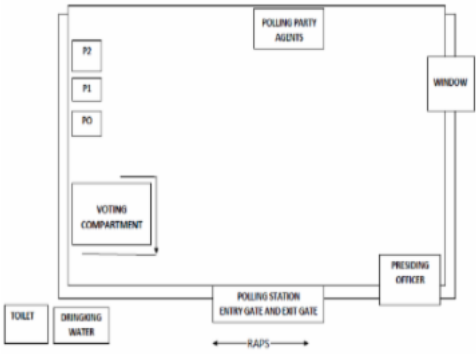 POLLING PARTY
AGENTS
P2
WINDOW
P1
PO
VOTING
COMPARTMENT
PRESIDING
OFFICER
POLLING STATION
ENTRY GATE AND EXIT GATE
TOILET
DRINGKING
WATER
RAPS